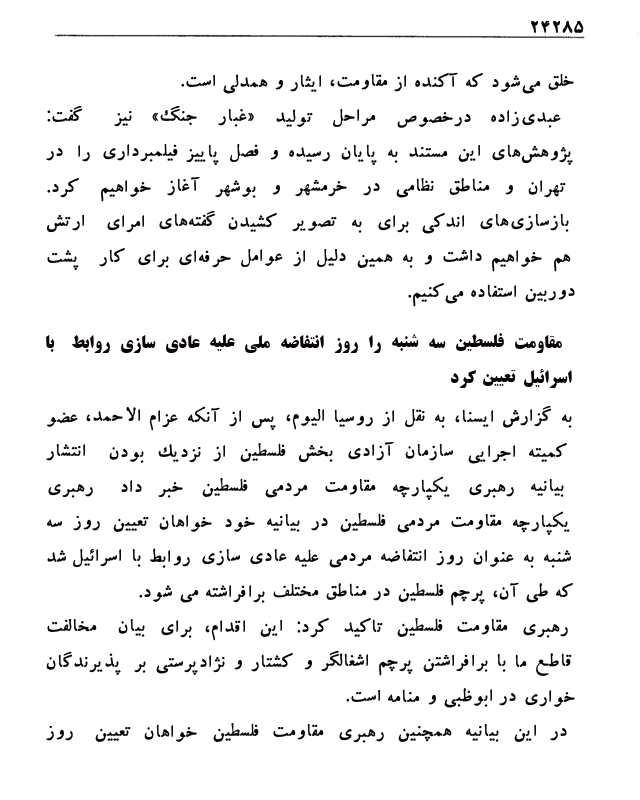 ۲۴۲۸۵
خلق می‌شود که آکنده از مقاومت، ایثار و همدلی است.
عبدی‌زاده درخصوص مراحل تولید «غبار جنگ» نیز گفت:
پژوهش‌های این مستند به پایان رسیده و فصل پاییز فیلمبرداری را در
تهران و مناطق نظامی در خرمشهر و بوشهر آغاز خواهیم کرد.
بازسازی‌های اندکی برای به تصویر کشیدن گفته‌های امرای ارتش
هم خواهیم داشت و به همین دلیل از عوامل حرفه‌ای برای کار پشت
دوربین استفاده می‌کنیم.
مقاومت فلسطین سه شنبه را روز انتفاضه ملی علیه عادی سازی روابط با
اسرائیل تعیین کرد
به گزارش ایسنا، به نقل از روسیا الیوم، پس از آنکه عزام الاحمد، عضو
کمیته اجرایی سازمان آزادی بخش فلسطین از نزدیک بودن انتشار
بیانیه رهبری یکپارچه مقاومت مردمی فلسطین خبر داد رهبری
یکپارچه مقاومت مردمی فلسطین در بیانیه خود خواهان تعیین روز سه
شنبه به عنوان روز انتفاضه مردمی علیه عادی سازی روابط با اسرائیل شد
که طی آن، پرچم فلسطین در مناطق مختلف برافراشته می شود.
رهبری مقاومت فلسطین تاکید کرد: این اقدام، برای بیان مخالفت
قاطع ما با برافراشتن پرچم اشغالگر و کشتار و نژادپرستی بر پذیرندگان
خواری در ابوظبی و منامه است.
در این بیانیه همچنین رهبری مقاومت فلسطین خواهان تعیین روز